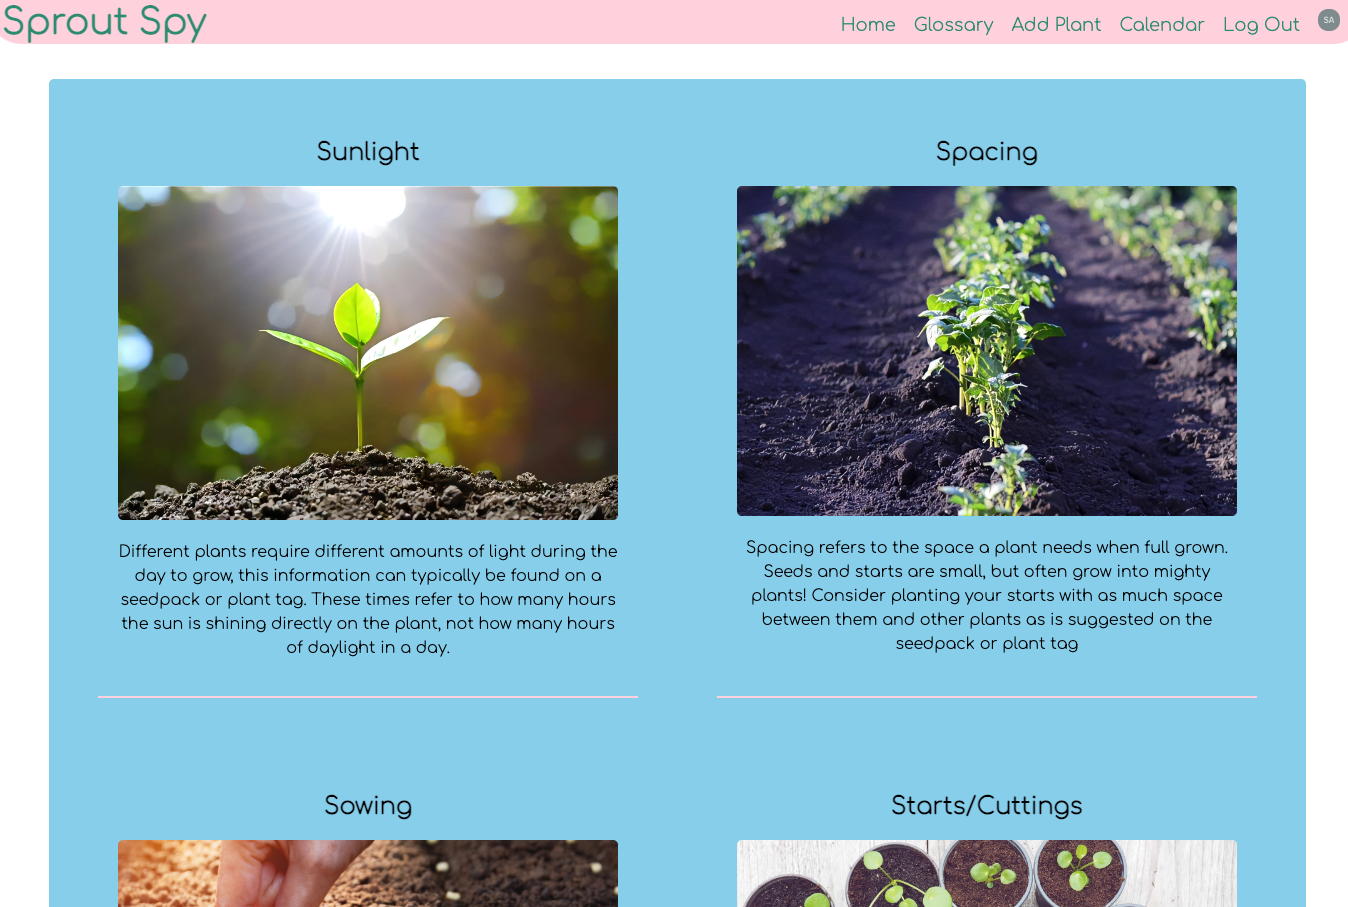 Sprout Spy
Home Glossary Add Plant Calendar Log Out SA
Sunlight
Different plants require different amounts of light during the
day to grow, this information can typically be found on a
seedpack or plant tag. These times refer to how many hours
the sun is shining directly on the plant, not how many hours
of daylight in a day.
Spacing
Spacing refers to the space a plant needs when full grown.
Seeds and starts are small, but often grow into mighty
plants! Consider planting your starts with as much space
between them and other plants as is suggested on the
seedpack or plant tag
Sowing
Starts/Cuttings